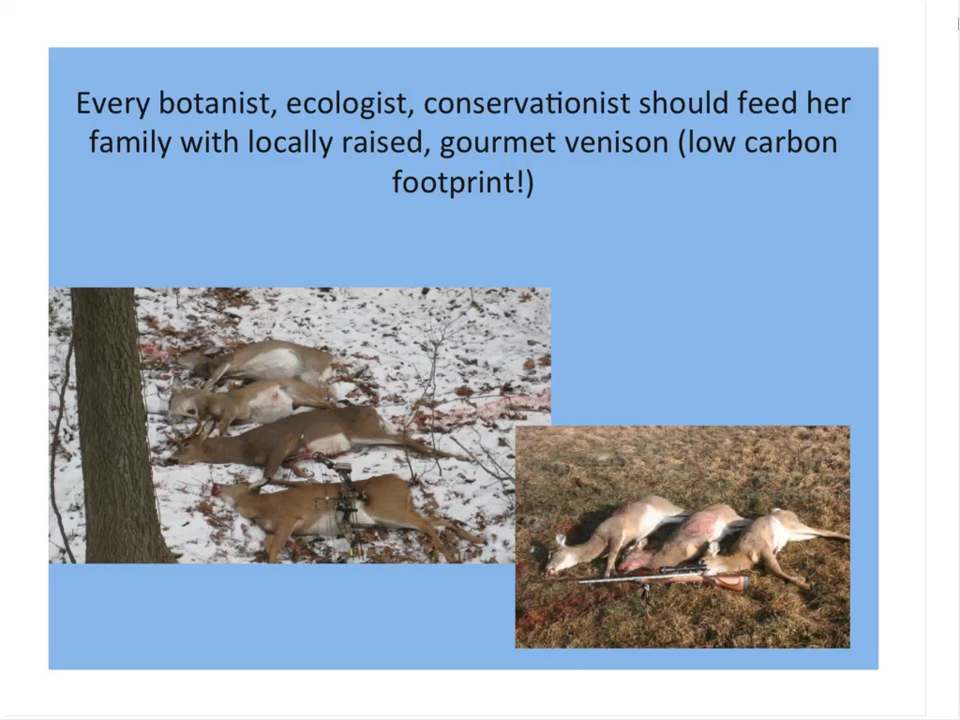 Every botanist, ecologist, conservationist should feed her
family with locally raised, gourmet venison (low carbon
footprint!)